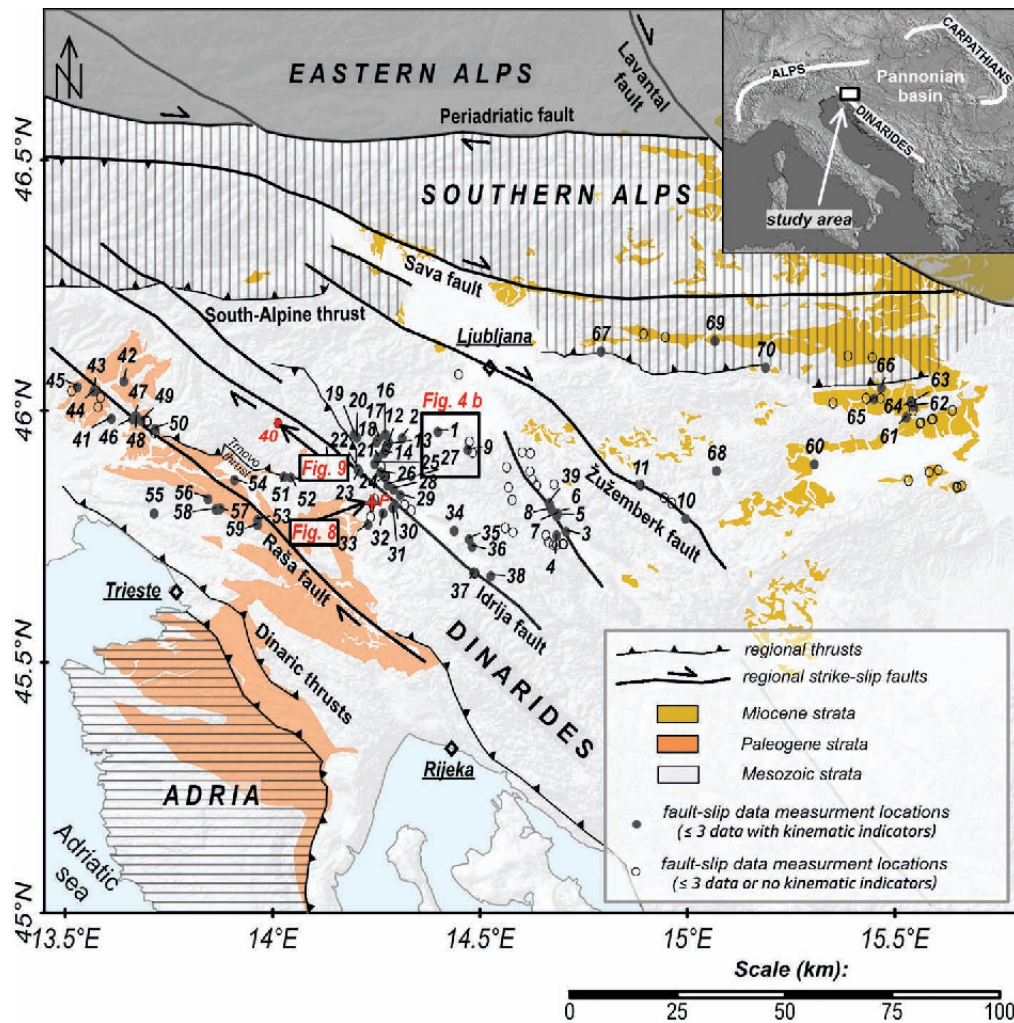 N
EASTERN ALPS
Lavantal
fault
Periadriatic fault
SOUTHERN ALPS
CARPATHIANS
ALPS
Pannonian
basin
DINARIDES
study area
46.5°N
46°N
45.5°N
45°N
Sava fault
South-Alpine thrust
Ljubljana
67
69
70
66
63
64
62
65
61
60
68
42
43
45
47
49
44
50
41
46
48
19
20
16
17
12
2
18
Fig. 4 b
1
13
9
22
14
21
27
25
26
40
Fig. 9
Trnovo
thrust
54
51
52
24
28
23
29
P
30
32
31
33
Fig. 8
55
56
57
58
53
59
39
6
8
5
7
3
4
11
10
Žužemberk fault
34
35
36
37
38
Raša fault
Idrija fault
Trieste
Dinaric thrusts
DINARIDES
Rijeka
ADRIA
Adriatic
sea
regional thrusts
regional strike-slip faults
Miocene strata
Paleogene strata
Mesozoic strata
fault-slip data measurment locations
(≤ 3 data with kinematic indicators)
fault-slip data measurment locations
(≤ 3 data or no kinematic indicators)
13.5°E
14°E
14.5°E
15°E
15.5°E
Scale (km):
0
25
50
75
100